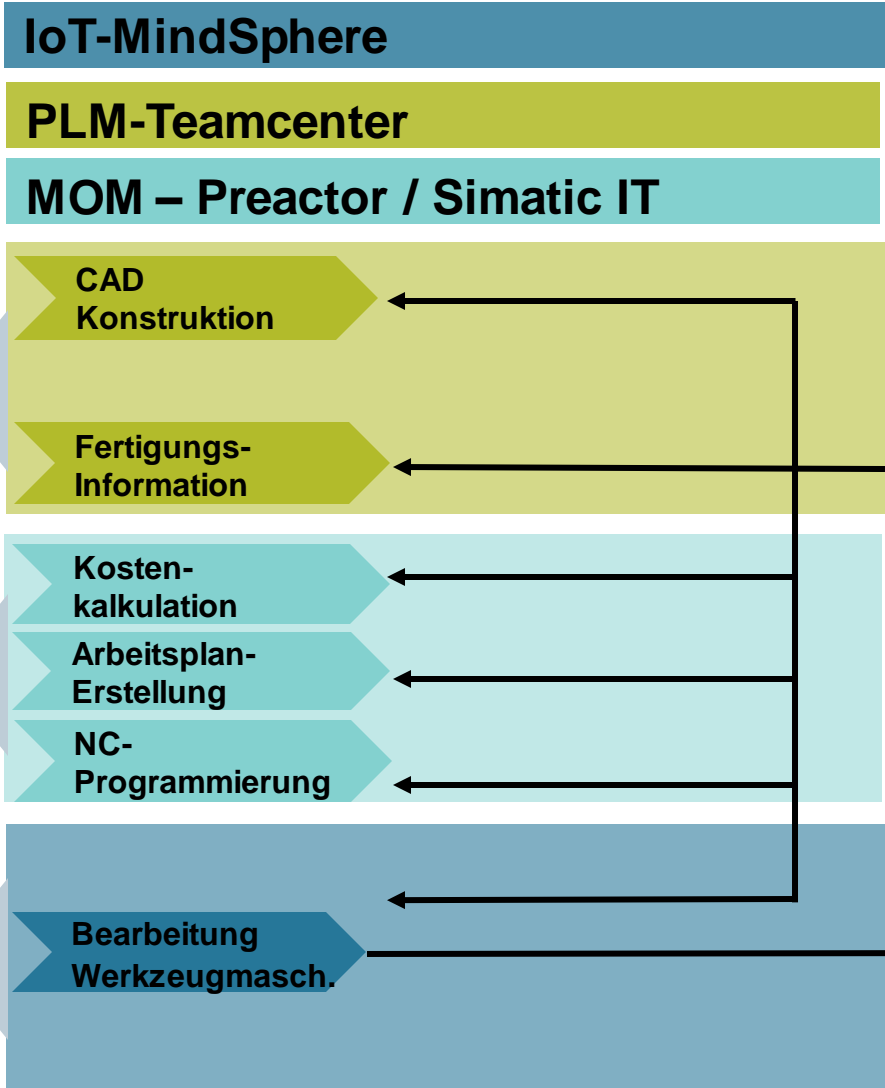 IoT-MindSphere
PLM-Teamcenter
MOM – Preactor / Simatic IT
CAD
Konstruktion
Fertigungs-
Information
Kosten-
kalkulation
Arbeitsplan-
Erstellung
NC-
Programmierung
Bearbeitung
Werkzeugmasch.